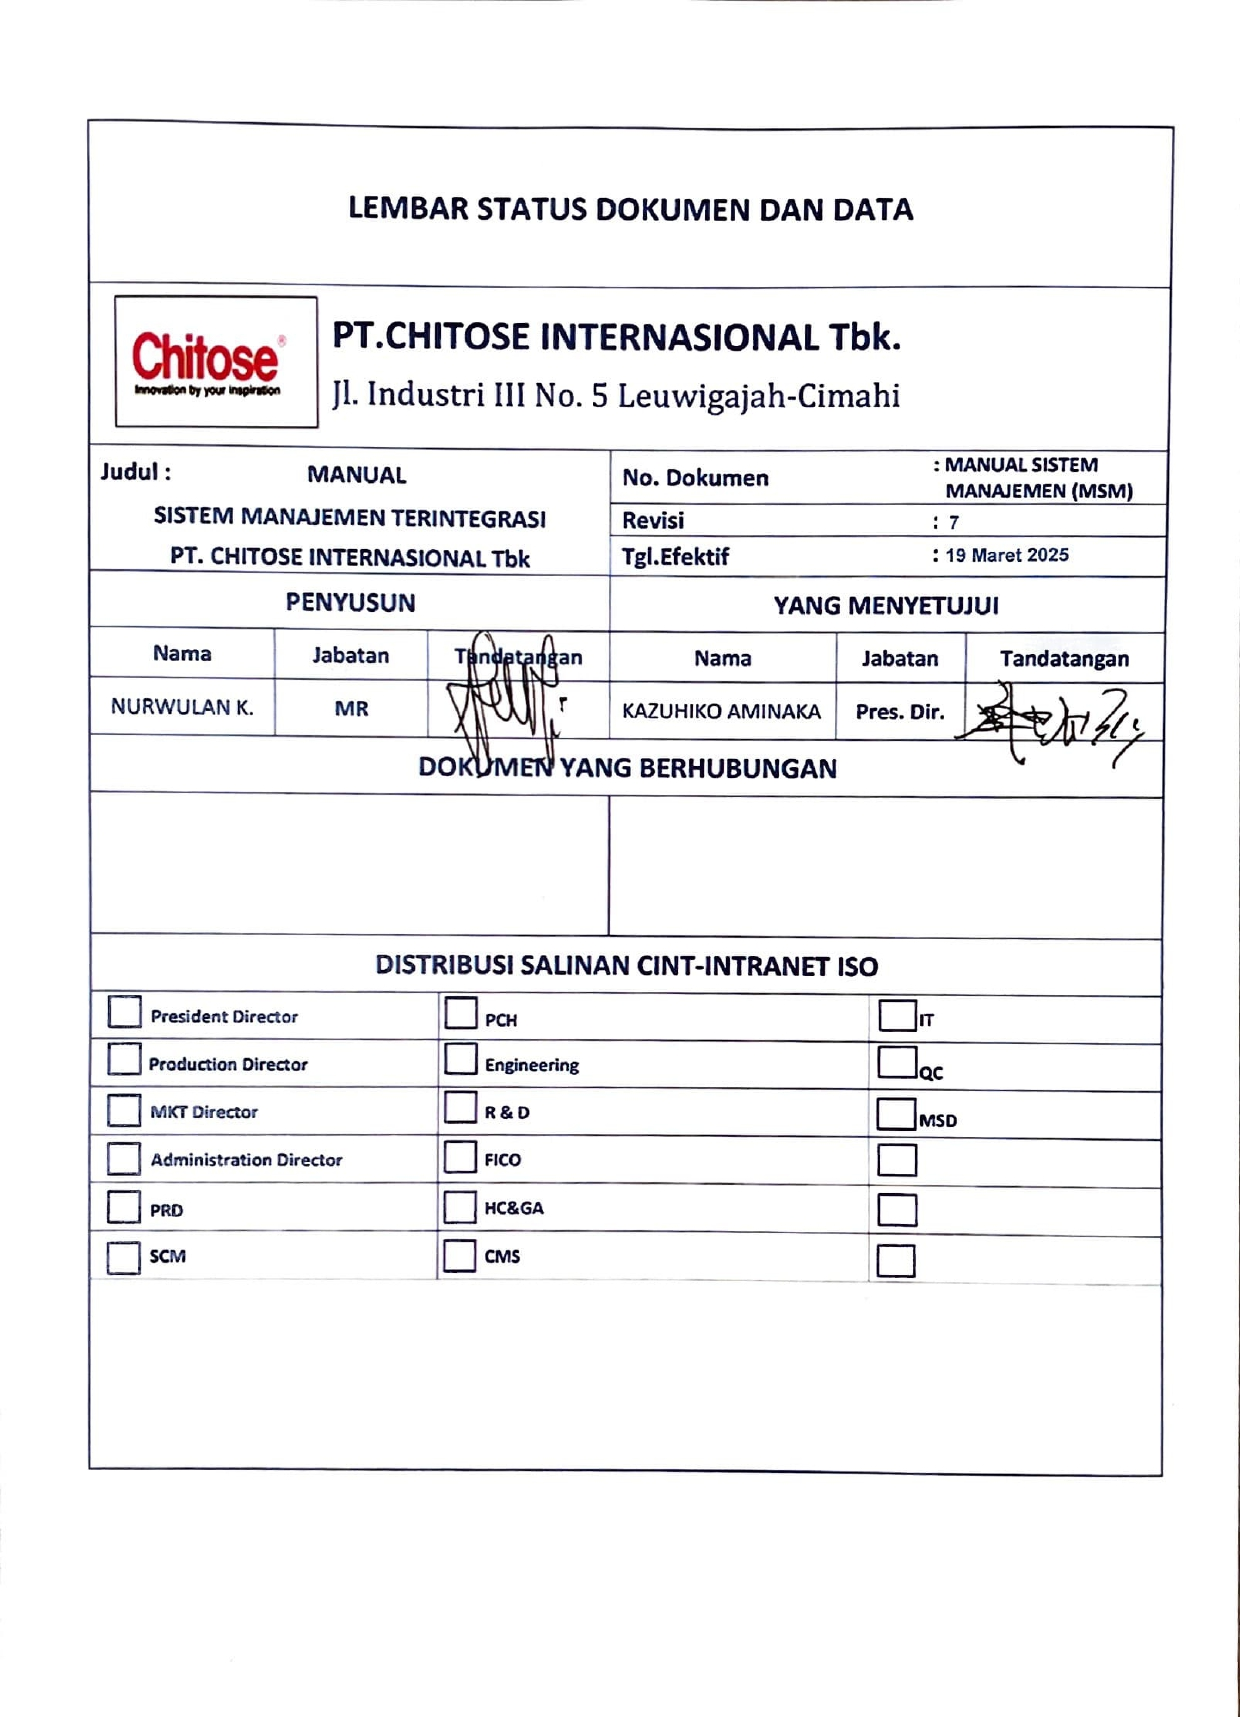 LEMBAR STATUS DOKUMEN DAN DATA
Chitose®
Innovation by your inspiration
PT.CHITOSE INTERNASIONAL Tbk.
Jl. Industri III No. 5 Leuwigajah-Cimahi
Judul : MANUAL
SISTEM MANAJEMEN TERINTEGRASI
PT. CHITOSE INTERNASIONAL Tbk
No. Dokumen : MANUAL SISTEM
MANAJEMEN (MSM)
Revisi : 7
Tgl.Efektif : 19 Maret 2025
PENYUSUN YANG MENYETUJUI
Nama Jabatan Tandatangan Nama Jabatan Tandatangan
NURWULAN K. MR KAZUHIKO AMINAKA Pres. Dir.
DOKUMEN YANG BERHUBUNGAN
DISTRIBUSI SALINAN CINT-INTRANET ISO
President Director PCH IT
Production Director Engineering QC
MKT Director R & D MSD
Administration Director FICO
PRD HC&GA
SCM CMS